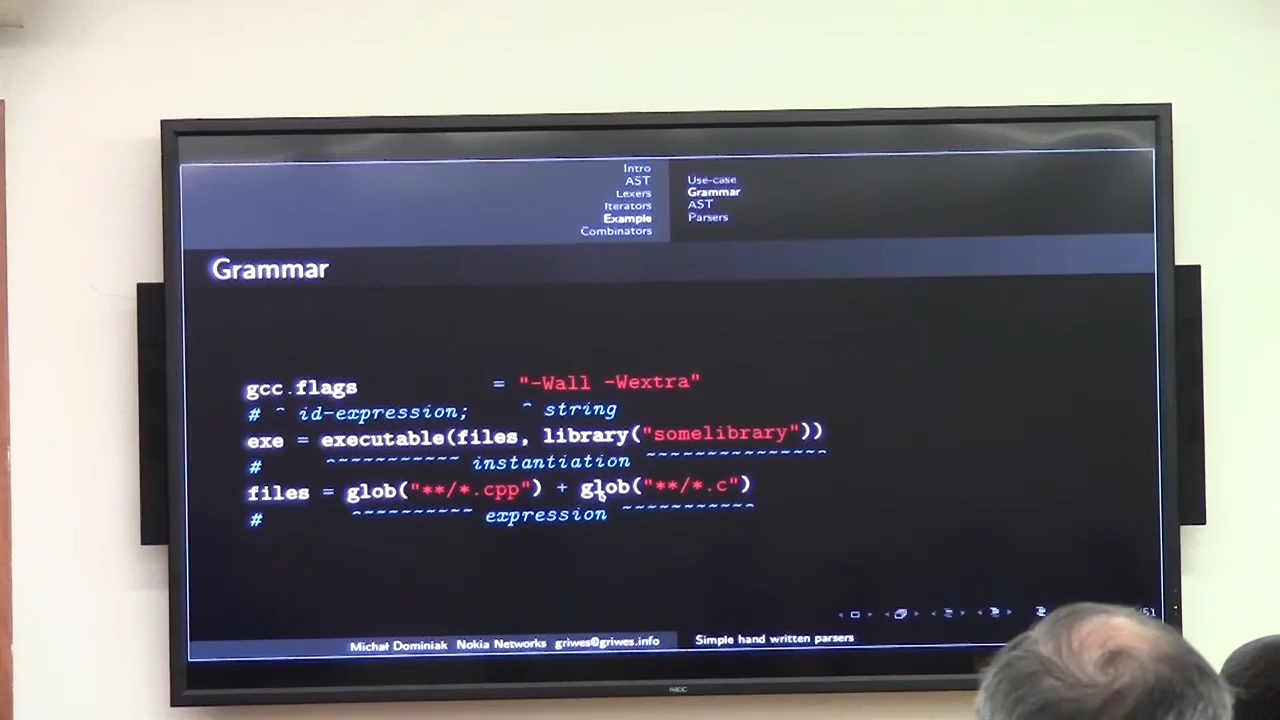 Intro
AST
Lexers
Iterators
Example
Combinators
Use-case
Grammar
AST
Parsers
Grammar
gcc.flags = "-Wall -Wextra"
# ^ id-expression; ^ string
exe = executable(files, library("somelibrary"))
# ~~~~~~~~~~ instantiation ~~~~~~~~~~~~~~
files = glob("**/*.cpp") + glob("**/*.c")
# ~~~~~~~~~~ expression ~~~~~~~~~~~
51
Michał Dominiak Nokia Networks griwes@griwes.info
Simple hand written parsers
NEC